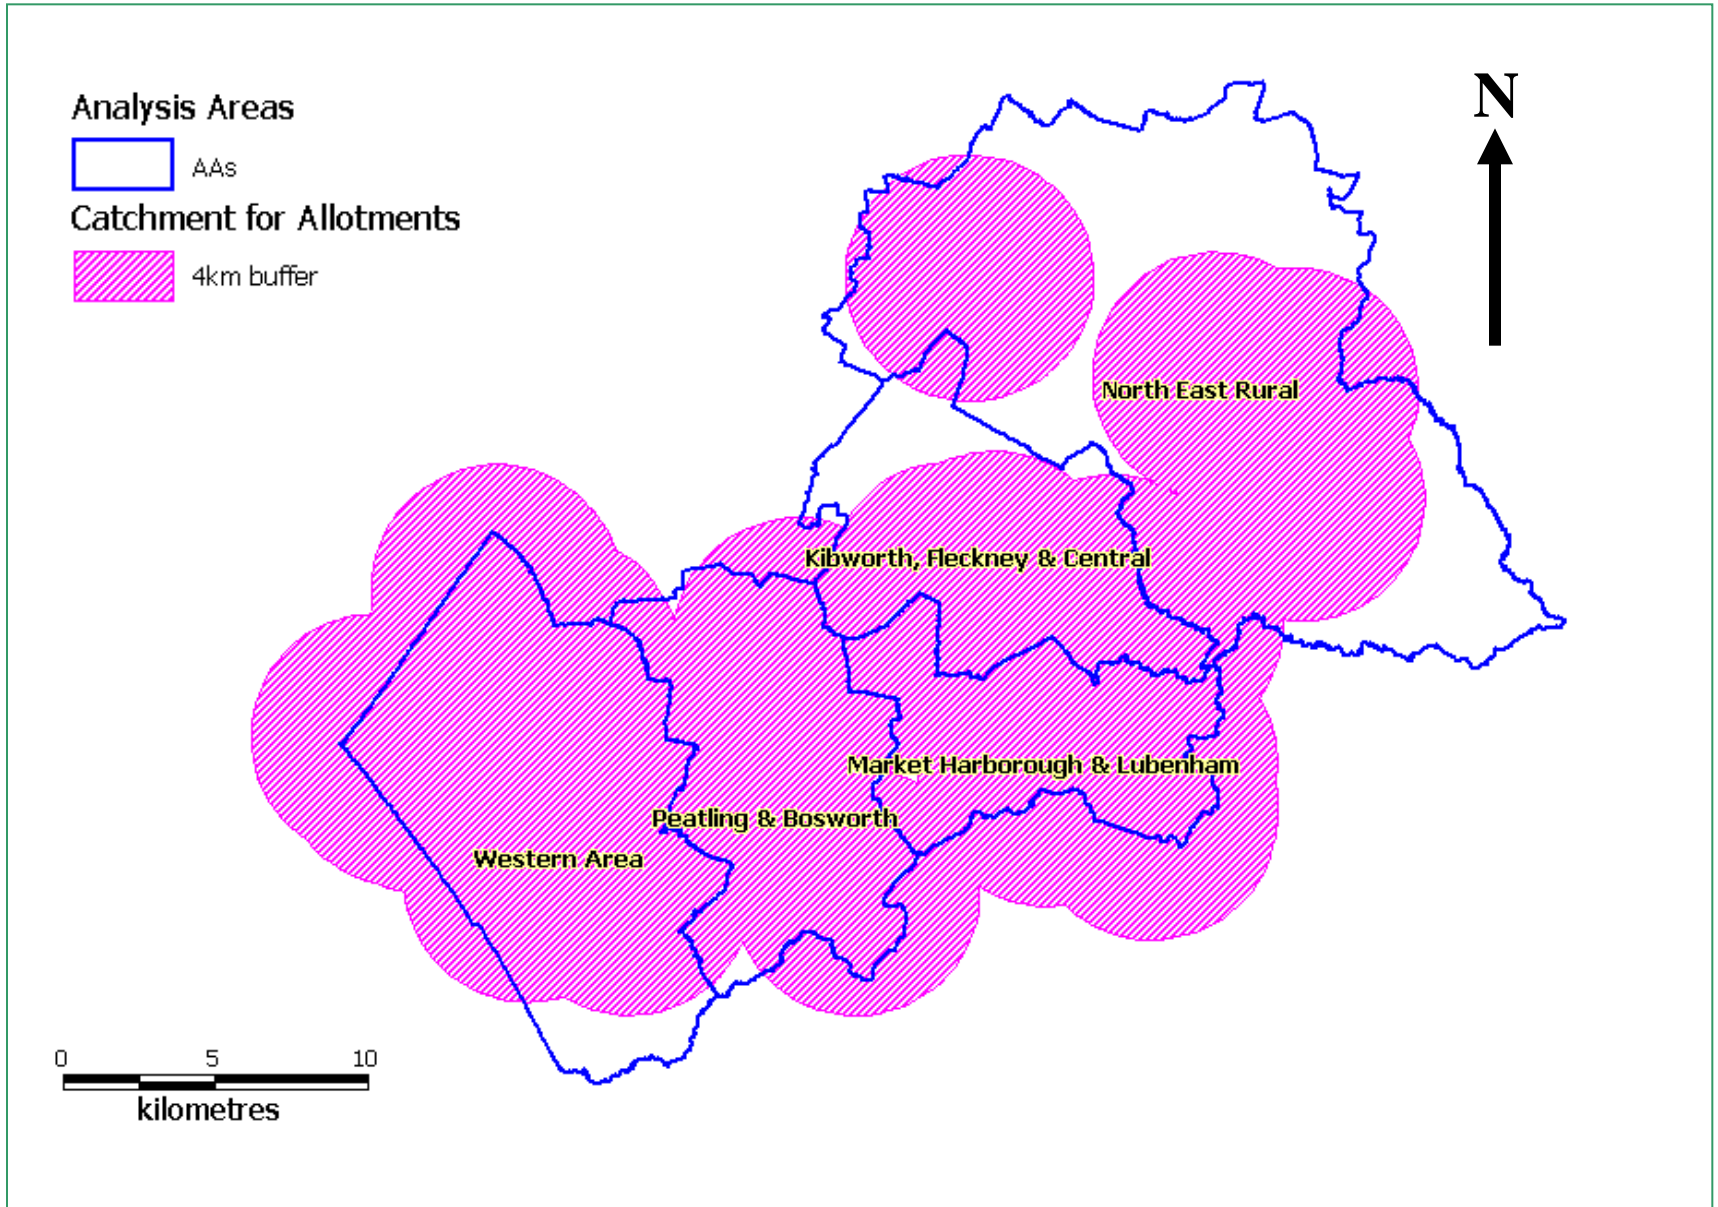 N
Analysis Areas
AAs
Catchment for Allotments
4km buffer
North East Rural
Kibworth, Fleckney & Central
Market Harborough & Lubenham
Peatling & Bosworth
Western Area
0 5 10
kilometres